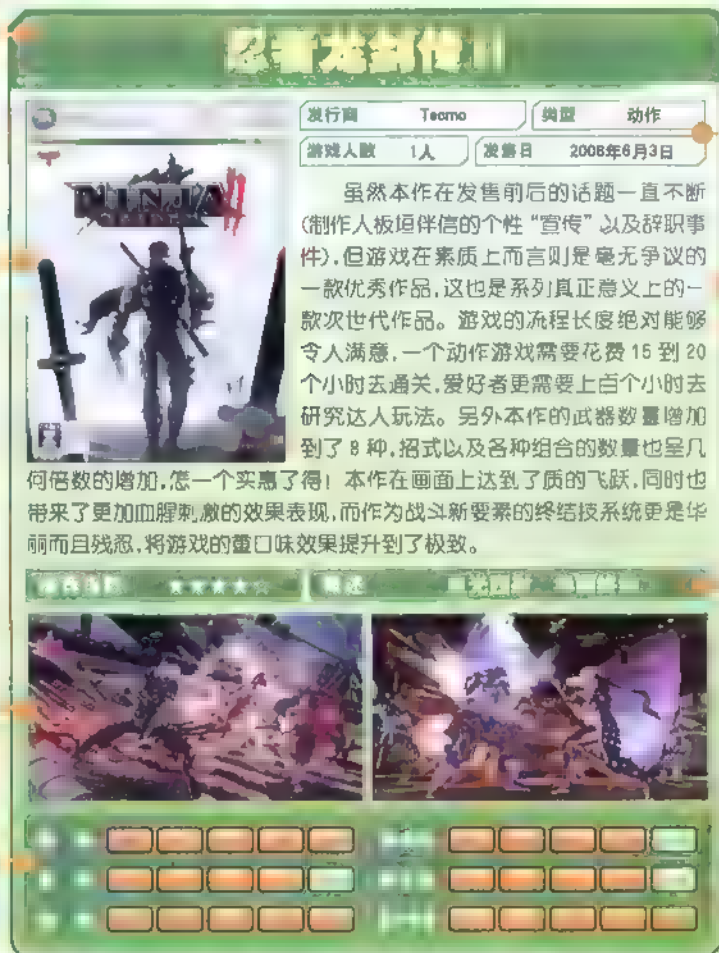 忍者龙剑传II
NINJA
II
发行商 Tecmo 类型 动作
游戏人数 1人 发售日 2008年6月3日
虽然本作在发售前后的话题一直不断
(制作人板垣伴信的个性“宣传”以及辞职事
件),但游戏在素质上而言则是毫无争议的
一款优秀作品,这也是系列真正意义上的一
款次世代作品。游戏的流程长度绝对能够
令人满意,一个动作游戏需要花费15到20
个小时去通关,爱好者更需要上百个小时去
研究达人玩法。另外本作的武器数量增加
到了8种,招式以及各种组合的数量也呈几
何倍数的增加,怎一个实惠了得!本作在画面上达到了质的飞跃,同时也
带来了更加血腥刺激的效果表现,而作为战斗新要素的终结技系统更是华
丽而且残忍,将游戏的重口味效果提升到了极致。
★★★★☆